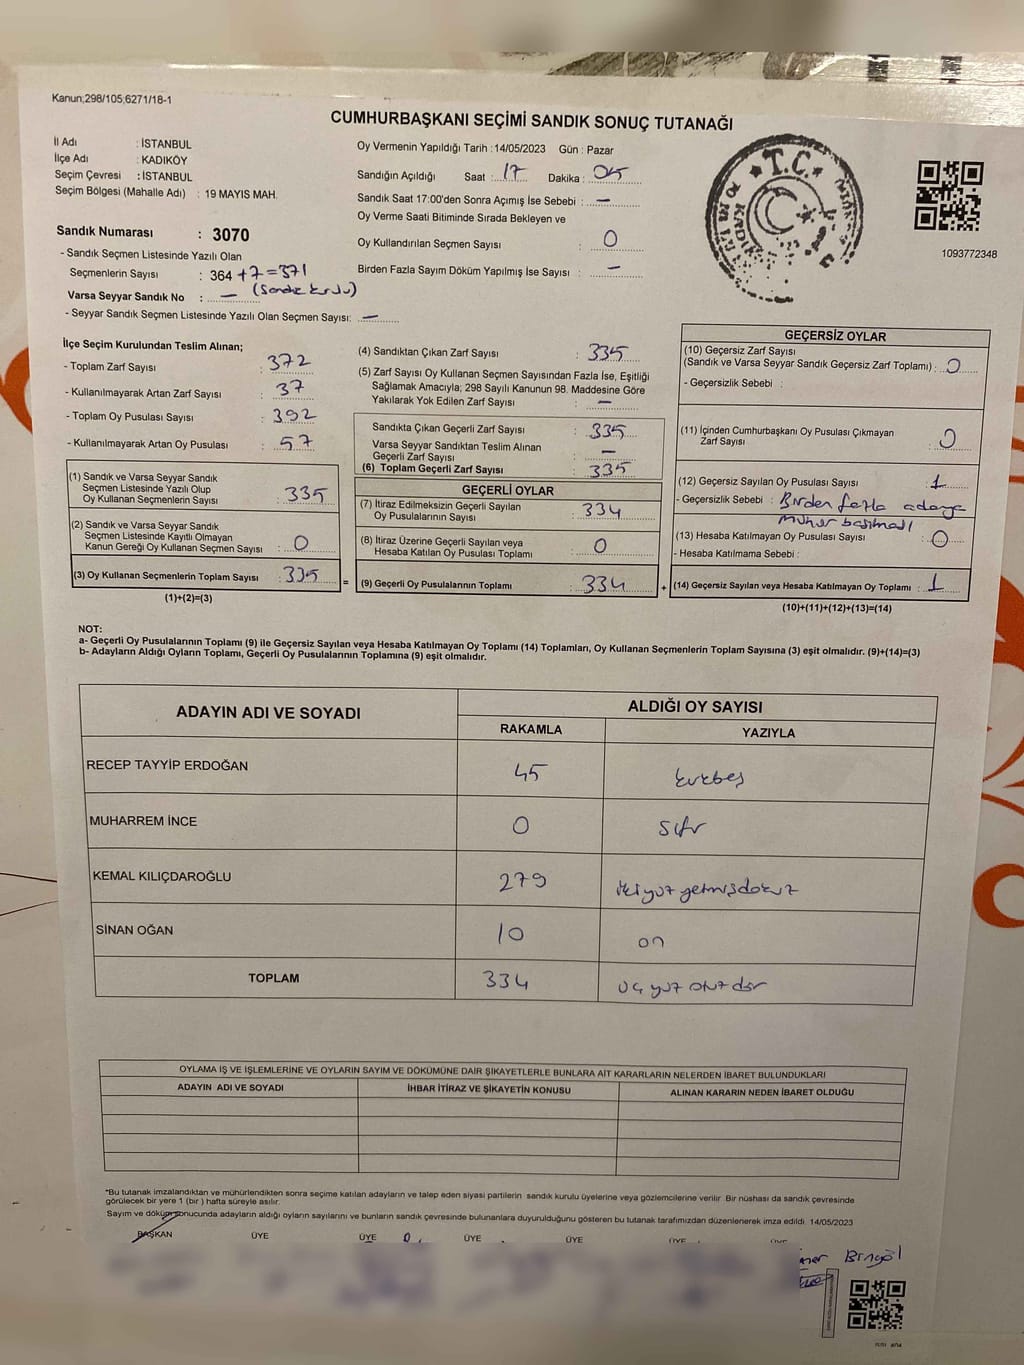 Kanun;298/105;6271/18-1
CUMHURBAŞKANI SEÇİMİ SANDIK SONUÇ TUTANAĞI
İl Adı : İSTANBUL
İlçe Adı : KADIKÖY
Seçim Çevresi : İSTANBUL
Seçim Bölgesi (Mahalle Adı) : 19 MAYIS MAH.
Sandık Numarası : 3070
- Sandık Seçmen Listesinde Yazılı Olan
Seçmenlerin Sayısı : 364 +7=371
(Sandık kurulu)
Varsa Seyyar Sandık No : —
- Seyyar Sandık Seçmen Listesinde Yazılı Olan Seçmen Sayısı: —
Oy Vermenin Yapıldığı Tarih :14/05/2023 Gün : Pazar
Sandığın Açıldığı Saat : 17 Dakika : 05
Sandık Saat 17:00'den Sonra Açımış İse Sebebi : —
Oy Verme Saati Bitiminde Sırada Bekleyen ve
Oy Kullandırılan Seçmen Sayısı : 0
Birden Fazla Sayım Döküm Yapılmış İse Sayısı : —
T.C.
1093772348
İlçe Seçim Kurulundan Teslim Alınan;
- Toplam Zarf Sayısı : 372
- Kullanılmayarak Artan Zarf Sayısı : 37
- Toplam Oy Pusulası Sayısı : 392
- Kullanılmayarak Artan Oy Pusulası : 57
(1) Sandık ve Varsa Seyyar Sandık
Seçmen Listesinde Yazılı Olup
Oy Kullanan Seçmenlerin Sayısı : 335
(2) Sandık ve Varsa Seyyar Sandık
Seçmen Listesinde Kayıtlı Olmayan
Kanun Gereği Oy Kullanan Seçmen Sayısı : 0
(3) Oy Kullanan Seçmenlerin Toplam Sayısı : 335
(1)+(2)=(3)
(4) Sandıktan Çıkan Zarf Sayısı : 335
(5) Zarf Sayısı Oy Kullanan Seçmen Sayısından Fazla İse, Eşitliği
Sağlamak Amacıyla; 298 Sayılı Kanunun 98. Maddesine Göre
Yakılarak Yok Edilen Zarf Sayısı : —
Sandıkta Çıkan Geçerli Zarf Sayısı : 335
Varsa Seyyar Sandıktan Teslim Alınan
Geçerli Zarf Sayısı : —
(6) Toplam Geçerli Zarf Sayısı : 335
GEÇERLİ OYLAR
(7) İtiraz Edilmeksizin Geçerli Sayılan
Oy Pusulalarının Sayısı : 334
(8) İtiraz Üzerine Geçerli Sayılan veya
Hesaba Katılan Oy Pusulası Toplamı : 0
= (9) Geçerli Oy Pusulalarının Toplamı : 334
GEÇERSİZ OYLAR
(10) Geçersiz Zarf Sayısı
(Sandık ve Varsa Seyyar Sandık Geçersiz Zarf Toplamı) : 0
- Geçersizlik Sebebi :
(11) İçinden Cumhurbaşkanı Oy Pusulası Çıkmayan
Zarf Sayısı : 0
(12) Geçersiz Sayılan Oy Pusulası Sayısı : 1
- Geçersizlik Sebebi : Birden fazla adaya
mühür basılması
(13) Hesaba Katılmayan Oy Pusulası Sayısı : 0
- Hesaba Katılmama Sebebi :
+ (14) Geçersiz Sayılan veya Hesaba Katılmayan Oy Toplamı : 1
(10)+(11)+(12)+(13)=(14)
NOT:
a- Geçerli Oy Pusulalarının Toplamı (9) ile Geçersiz Sayılan veya Hesaba Katılmayan Oy Toplamı (14) Toplamları, Oy Kullanan Seçmenlerin Toplam Sayısına (3) eşit olmalıdır. (9)+(14)=(3)
b- Adayların Aldığı Oyların Toplamı, Geçerli Oy Pusulalarının Toplamına (9) eşit olmalıdır.
ADAYIN ADI VE SOYADI ALDIĞI OY SAYISI
RAKAMLA YAZIYLA
RECEP TAYYİP ERDOĞAN 45 kırkbeş
MUHARREM İNCE 0 sıfır
KEMAL KILIÇDAROĞLU 279 ikiyüz yetmişdokuz
SİNAN OĞAN 10 on
TOPLAM 334 üç yüz otuz dör
OYLAMA İŞ VE İŞLEMLERİNE VE OYLARIN SAYIM VE DÖKÜMÜNE DAİR ŞİKAYETLERLE BUNLARA AİT KARARLARIN NELERDEN İBARET BULUNDUKLARI
ADAYIN ADI VE SOYADI İHBAR İTİRAZ VE ŞİKAYETİN KONUSU ALINAN KARARIN NEDEN İBARET OLDUĞU
*Bu tutanak imzalandıktan ve mühürlendikten sonra seçime katılan adayların ve talep eden siyasi partilerin sandık kurulu üyelerine veya gözlemcilerine verilir. Bir nüshası da sandık çevresinde
görülecek bir yere 1 (bir ) hafta süreyle asılır.
Sayım ve döküm sonucunda adayların aldığı oyların sayılarını ve bunların sandık çevresinde bulunanlara duyurulduğunu gösteren bu tutanak tarafımızdan düzenlenerek imza edildi. 14/05/2023
BAŞKAN ÜYE ÜYE ÜYE ÜYE ÜYE ÜYE
Bingöl